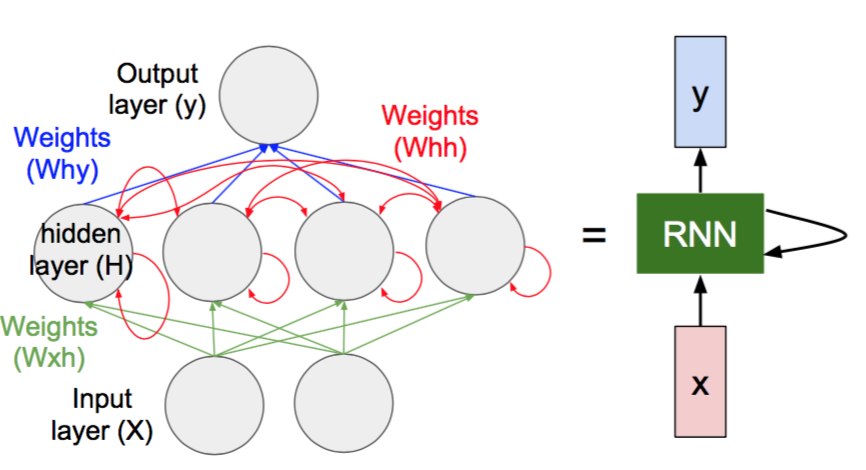 Output
layer (y)
Weights
(Why)
Weights
(Whh)
hidden
layer (H)
Weights
(Wxh)
Input
layer (X)
=
y
RNN
x